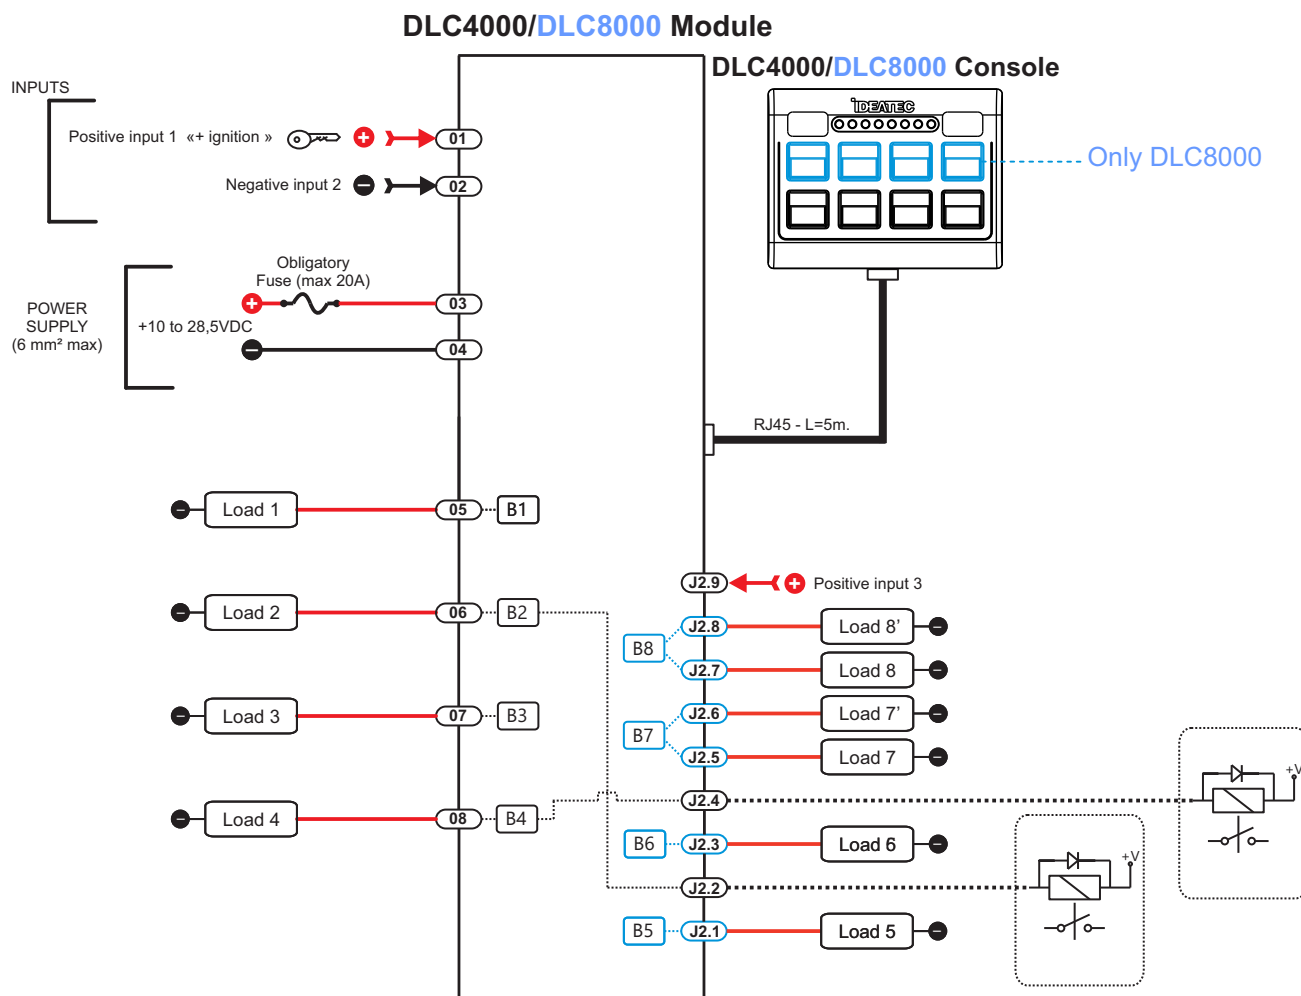 DLC4000/DLC8000 Module
DLC4000/DLC8000 Console
INPUTS
IDEATEC
Positive input 1 «+ ignition »
01
Only DLC8000
Negative input 2
02
Obligatory
Fuse (max 20A)
POWER
SUPPLY
(6 mm² max)
+10 to 28,5VDC
03
04
RJ45 - L=5m.
Load 1
05
B1
J2.9
Positive input 3
Load 2
06
B2
J2.8
Load 8'
B8
J2.7
Load 8
Load 3
07
B3
J2.6
Load 7'
B7
J2.5
Load 7
+V
J2.4
Load 4
08
B4
B6
J2.3
Load 6
+V
J2.2
B5
J2.1
Load 5